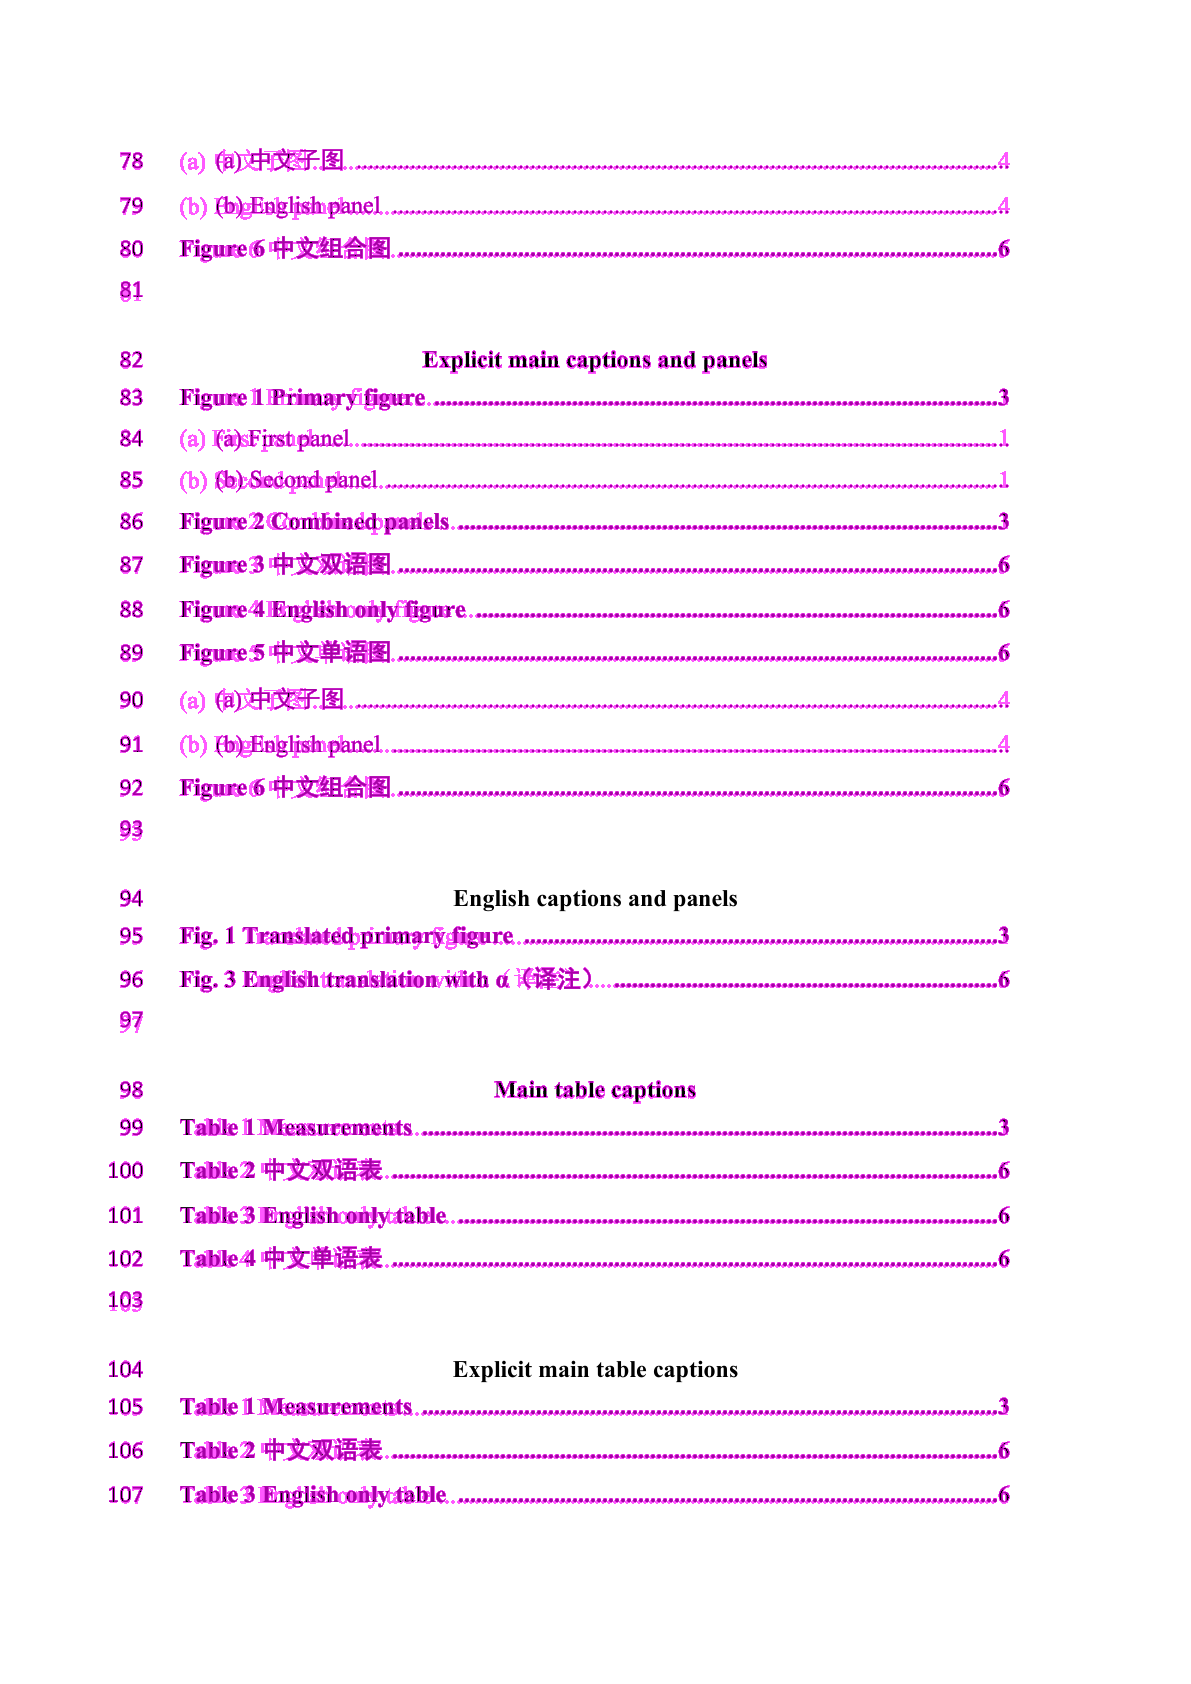 78 (a) 中文子图 ........ 4
79 (b) English panel ........ 4
80 Figure 6 中文组合图 ........ 6
81
82 Explicit main captions and panels
83 Figure 1 Primary figure ........ 3
84 (a) First panel ........ 1
85 (b) Second panel ........ 1
86 Figure 2 Combined panels ........ 3
87 Figure 3 中文双语图 ........ 6
88 Figure 4 English only figure ........ 6
89 Figure 5 中文单语图 ........ 6
90 (a) 中文子图 ........ 4
91 (b) English panel ........ 4
92 Figure 6 中文组合图 ........ 6
93
94 English captions and panels
95 Fig. 1 Translated primary figure ........ 3
96 Fig. 3 English translation with α（译注） ........ 6
97
98 Main table captions
99 Table 1 Measurements ........ 3
100 Table 2 中文双语表 ........ 6
101 Table 3 English only table ........ 6
102 Table 4 中文单语表 ........ 6
103
104 Explicit main table captions
105 Table 1 Measurements ........ 3
106 Table 2 中文双语表 ........ 6
107 Table 3 English only table ........ 6